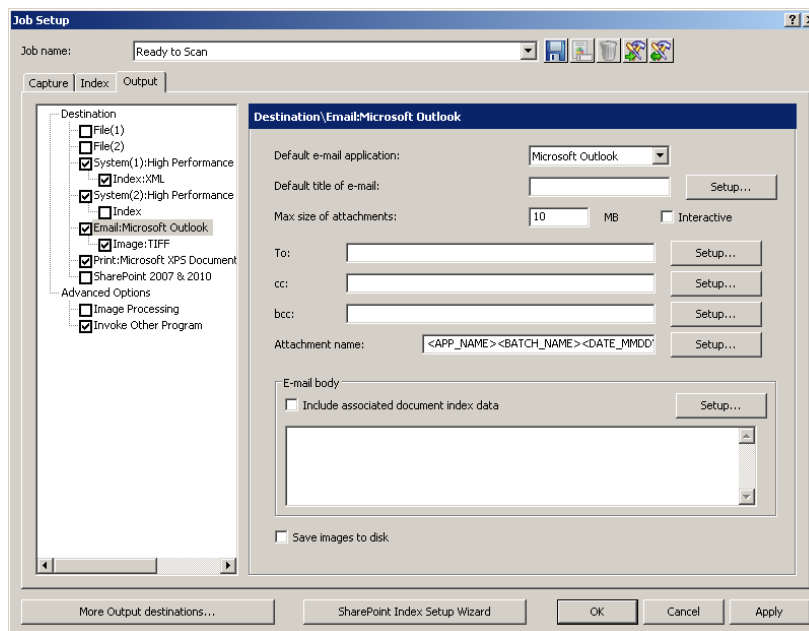 Job Setup
Job name: Ready to Scan
Capture Index Output
Destination
File(1)
File(2)
System(1):High Performance
Index:XML
System(2):High Performance
Index
Email:Microsoft Outlook
Image:TIFF
Print:Microsoft XPS Document
SharePoint 2007 & 2010
Advanced Options
Image Processing
Invoke Other Program
Destination\Email:Microsoft Outlook
Default e-mail application: Microsoft Outlook
Default title of e-mail: Setup...
Max size of attachments: 10 MB Interactive
To: Setup...
cc: Setup...
bcc: Setup...
Attachment name: <APP_NAME><BATCH_NAME><DATE_MMDD Setup...
E-mail body
Include associated document index data Setup...
Save images to disk
More Output destinations... SharePoint Index Setup Wizard OK Cancel Apply